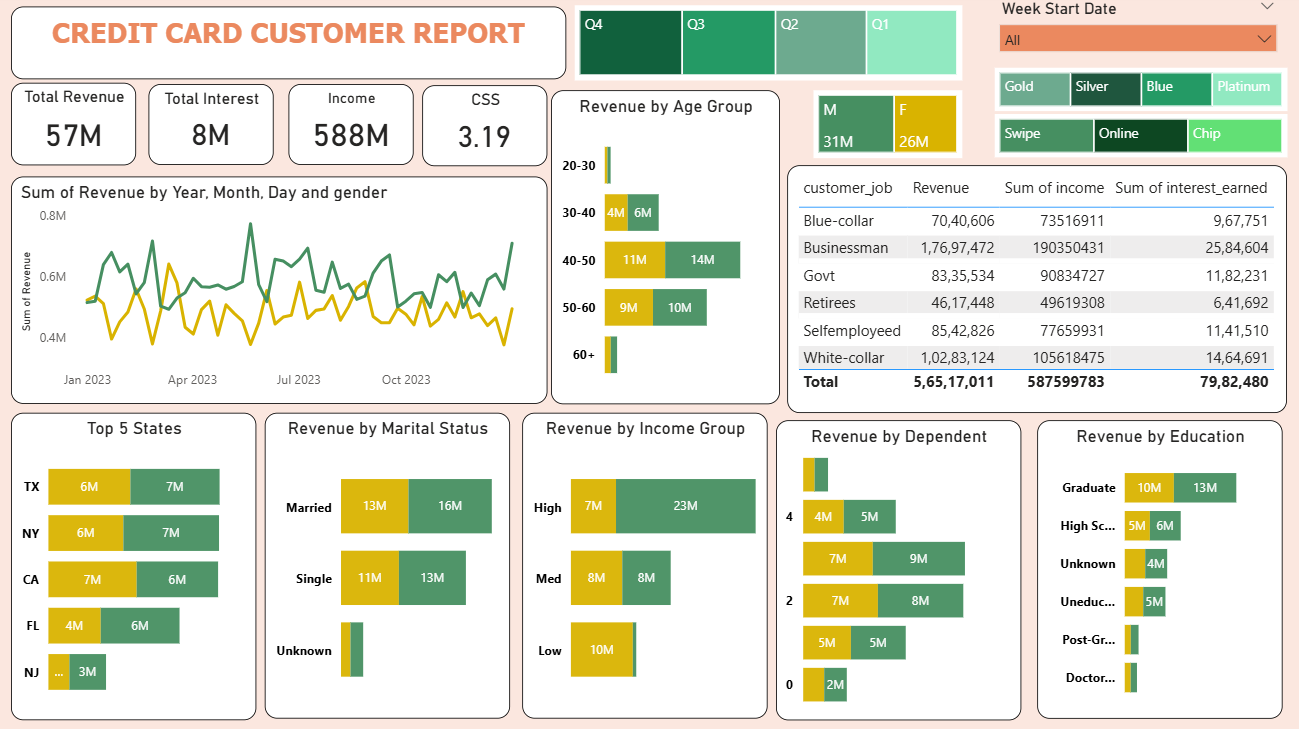 CREDIT CARD CUSTOMER REPORT
Q4 Q3 Q2 Q1
Week Start Date
All
Gold Silver Blue Platinum
Swipe Online Chip
M F
31M 26M
Total Revenue
57M
Total Interest
8M
Income
588M
CSS
3.19
Sum of Revenue by Year, Month, Day and gender
Sum of Revenue
0.8M
0.6M
0.4M
Jan 2023 Apr 2023 Jul 2023 Oct 2023
Revenue by Age Group
20-30
30-40 4M 6M
40-50 11M 14M
50-60 9M 10M
60+
customer_job Revenue Sum of income Sum of interest_earned
Blue-collar 70,40,606 73516911 9,67,751
Businessman 1,76,97,472 190350431 25,84,604
Govt 83,35,534 90834727 11,82,231
Retirees 46,17,448 49619308 6,41,692
Selfemployeed 85,42,826 77659931 11,41,510
White-collar 1,02,83,124 105618475 14,64,691
Total 5,65,17,011 587599783 79,82,480
Top 5 States
TX 6M 7M
NY 6M 7M
CA 7M 6M
FL 4M 6M
NJ ... 3M
Revenue by Marital Status
Married 13M 16M
Single 11M 13M
Unknown
Revenue by Income Group
High 7M 23M
Med 8M 8M
Low 10M
Revenue by Dependent
4 4M 5M
7M 9M
2 7M 8M
5M 5M
0 2M
Revenue by Education
Graduate 10M 13M
High Sc... 5M 6M
Unknown 4M
Uneduc... 5M
Post-Gr...
Doctor...